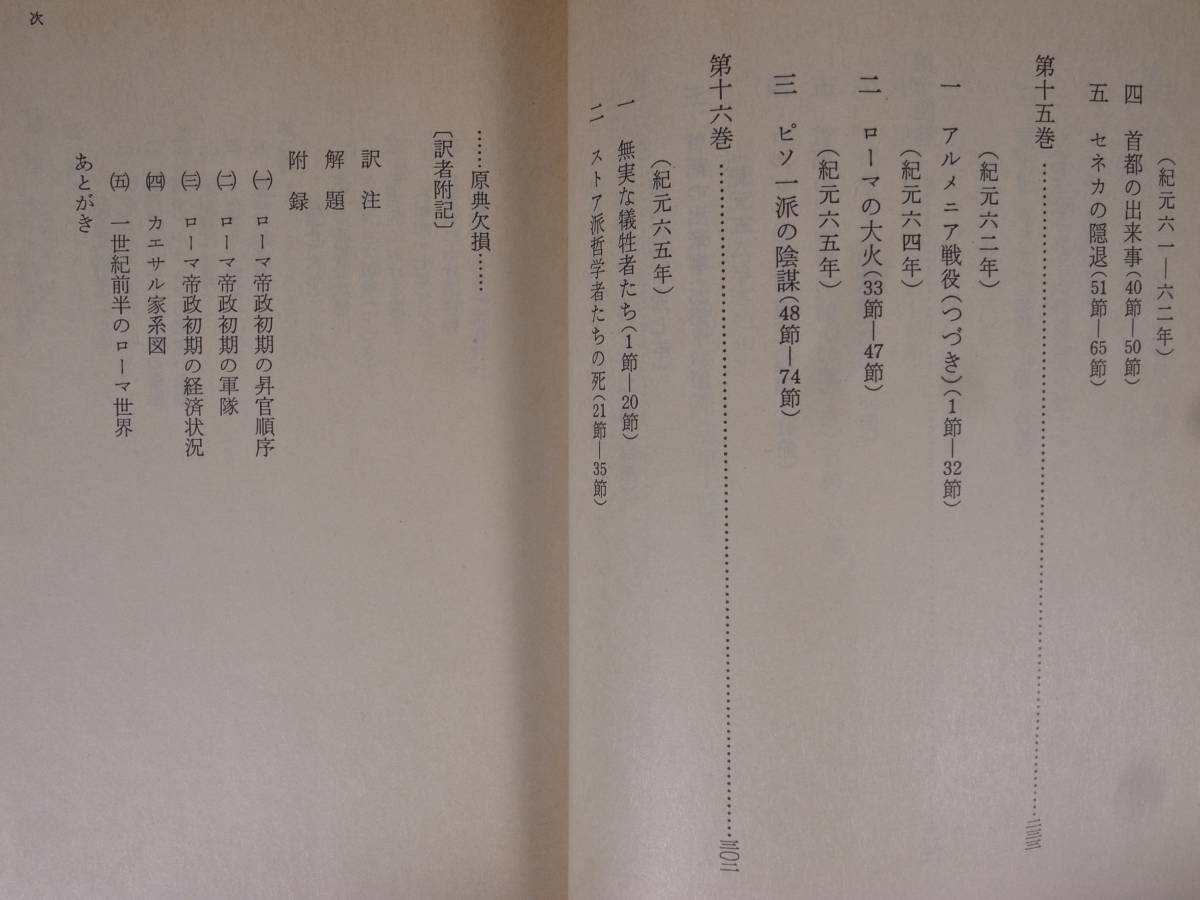 (紀元六一―六二年)
四 首都の出来事(40節―50節)
五 セネカの隠退(51節―65節)
第十五巻……………………二三三
(紀元六二年)
一 アルメニア戦役(つづき)(1節―32節)
(紀元六四年)
二 ローマの大火(33節―47節)
(紀元六五年)
三 ピソ一派の陰謀(48節―74節)
第十六巻……………………三〇二
(紀元六五年)
一 無実な犠牲者たち(1節―20節)
二 ストア派哲学者たちの死(21節―35節)
……原典欠損……
〔訳者附記〕
訳注
解題
附録
㈠ ローマ帝政初期の昇官順序
㈡ ローマ帝政初期の軍隊
㈢ ローマ帝政初期の経済状況
㈣ カエサル家系図
㈤ 一世紀前半のローマ世界
あとがき
次